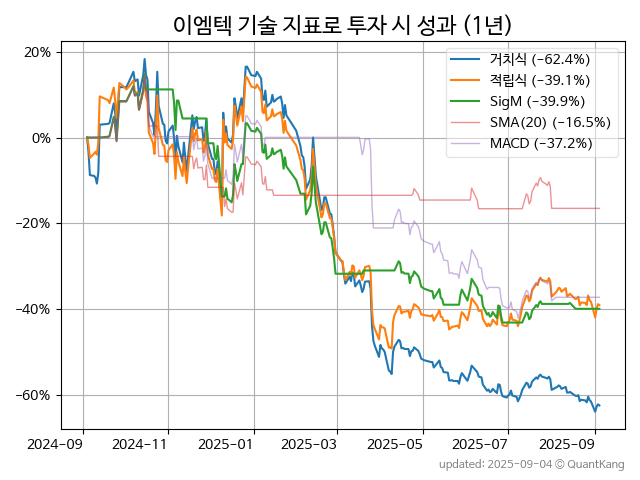 이엠텍 기술 지표로 투자 시 성과 (1년)
거치식 (−62.4%)
적립식 (−39.1%)
SigM (−39.9%)
SMA(20) (−16.5%)
MACD (−37.2%)
20%
0%
−20%
−40%
−60%
2024-09 2024-11 2025-01 2025-03 2025-05 2025-07 2025-09
updated: 2025-09-04 © QuantKang